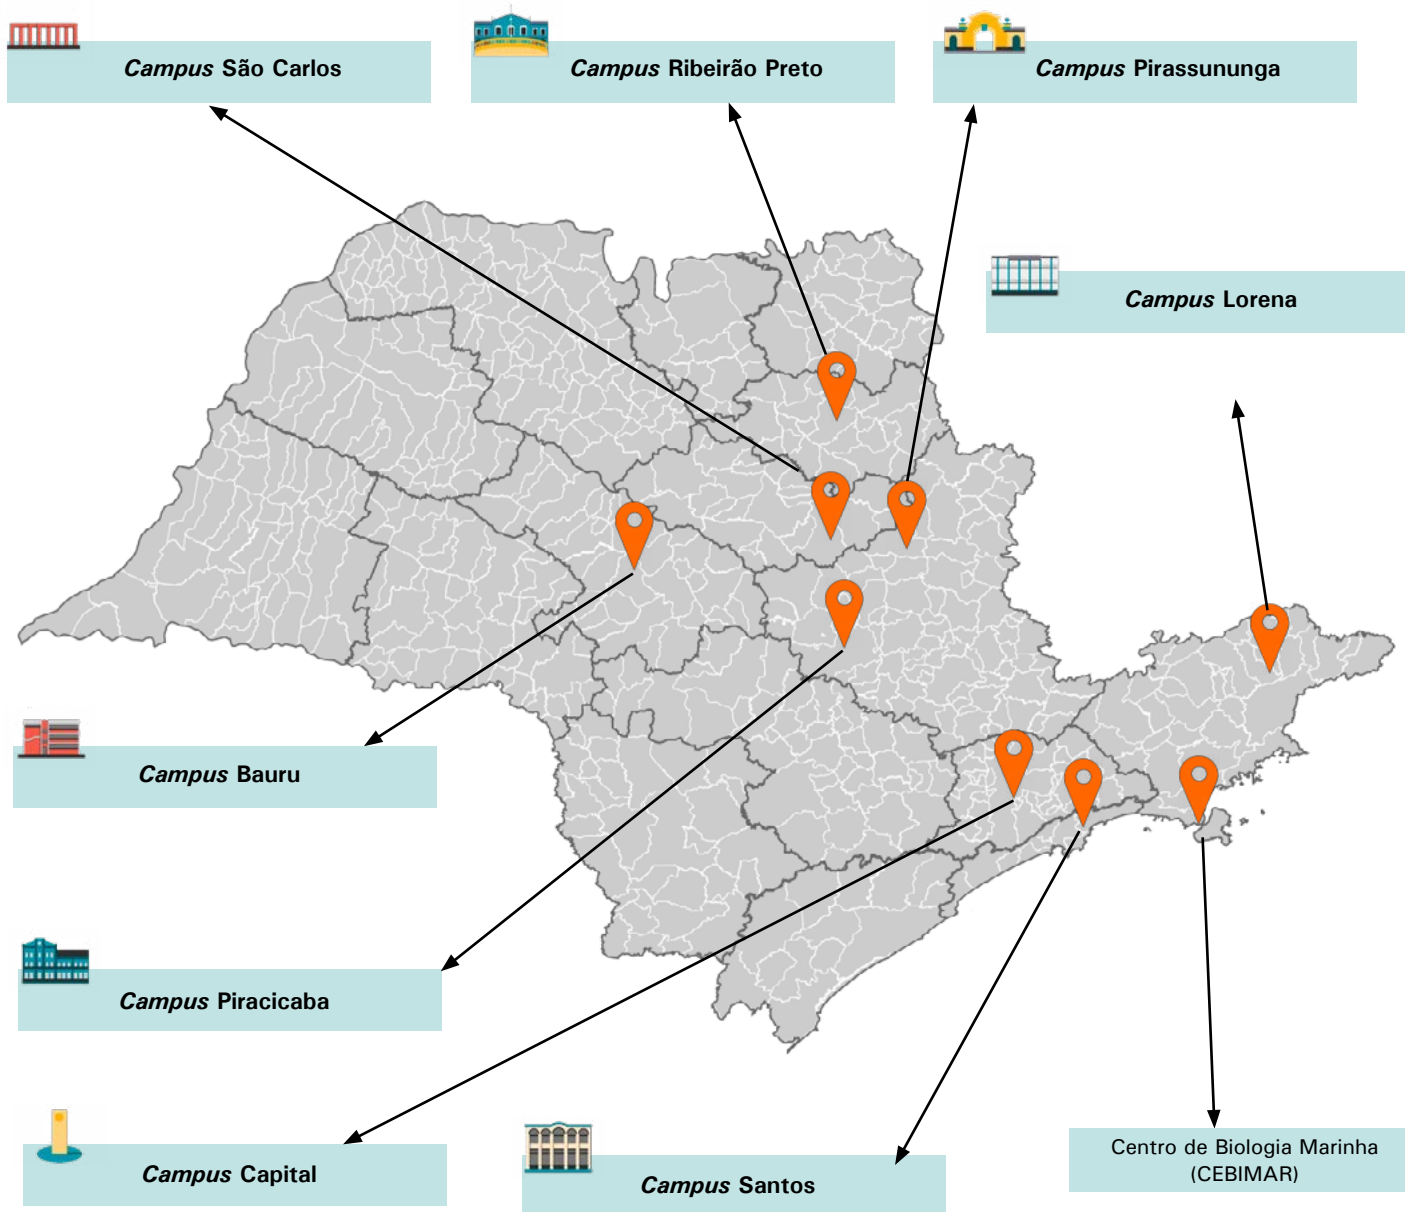 Campus São Carlos
Campus Ribeirão Preto
Campus Pirassununga
Campus Lorena
Campus Bauru
Campus Piracicaba
Campus Capital
Campus Santos
Centro de Biologia Marinha
(CEBIMAR)